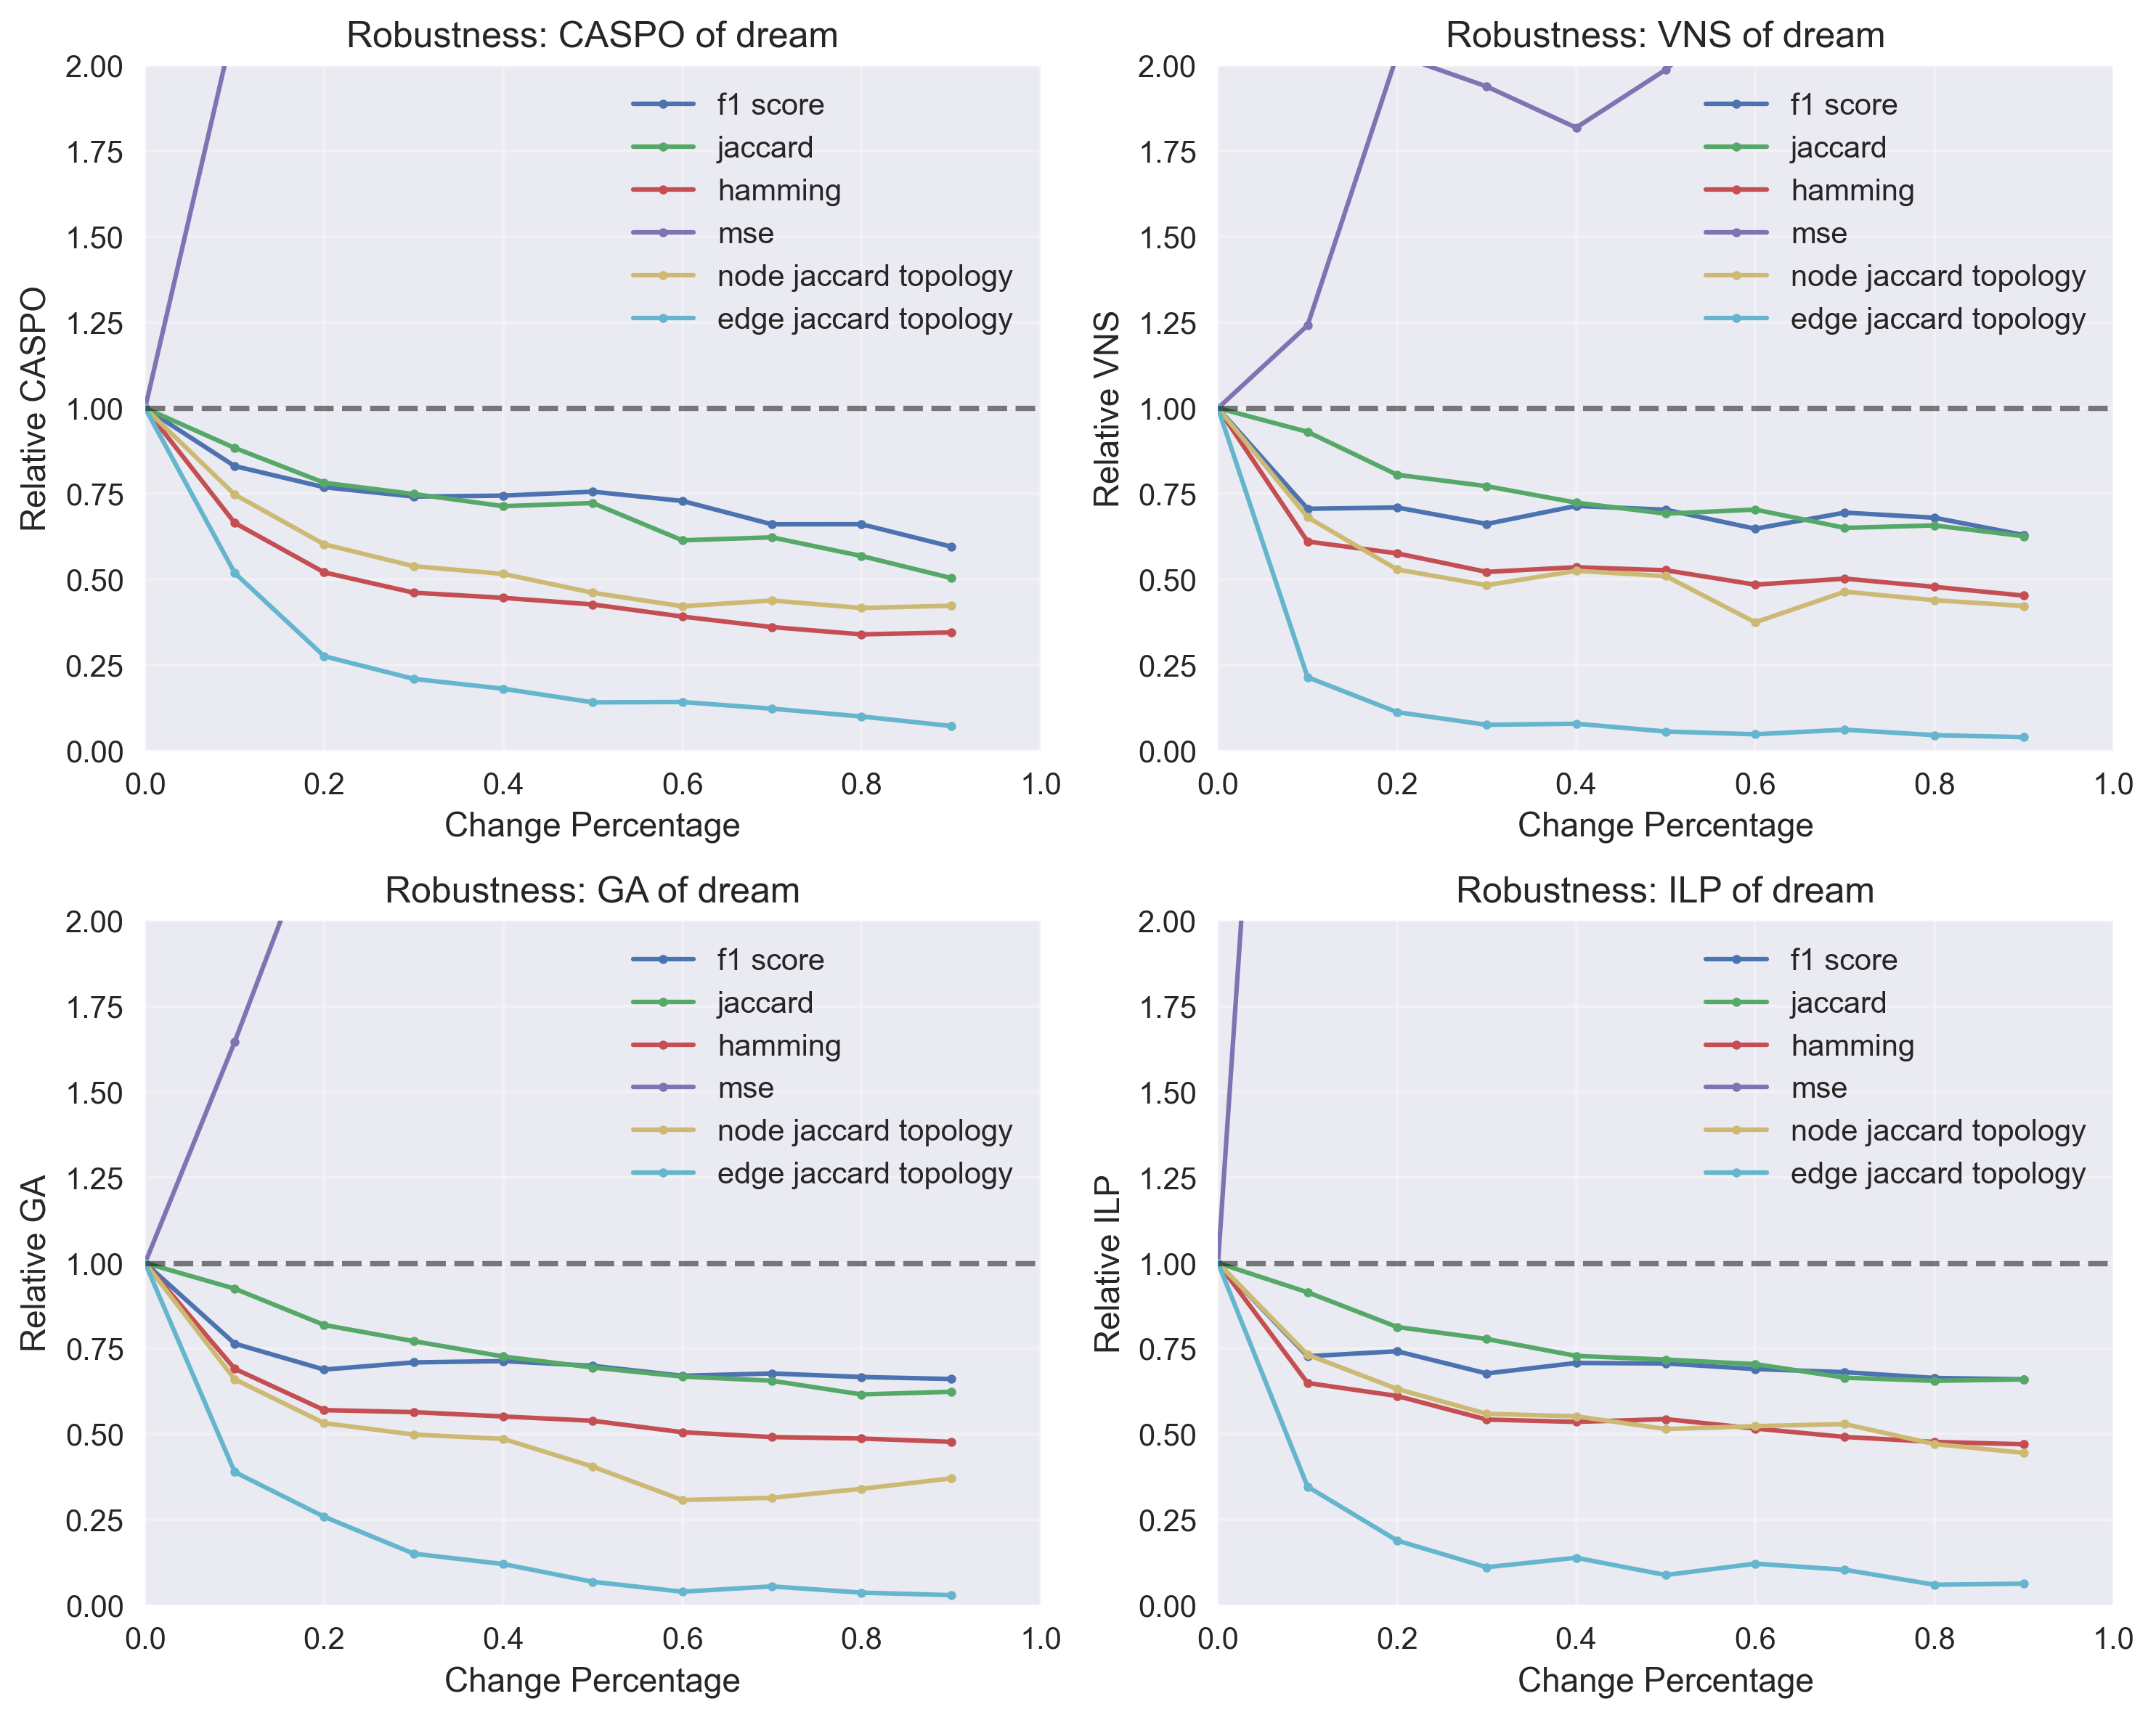 Robustness: CASPO of dream
2.00
1.75
1.50
1.25
1.00
0.75
0.50
0.25
0.00
Relative CASPO
f1 score
jaccard
hamming
mse
node jaccard topology
edge jaccard topology
0.0 0.2 0.4 0.6 0.8 1.0
Change Percentage
Robustness: VNS of dream
2.00
1.75
1.50
1.25
1.00
0.75
0.50
0.25
0.00
Relative VNS
f1 score
jaccard
hamming
mse
node jaccard topology
edge jaccard topology
0.0 0.2 0.4 0.6 0.8 1.0
Change Percentage
Robustness: GA of dream
2.00
1.75
1.50
1.25
1.00
0.75
0.50
0.25
0.00
Relative GA
f1 score
jaccard
hamming
mse
node jaccard topology
edge jaccard topology
0.0 0.2 0.4 0.6 0.8 1.0
Change Percentage
Robustness: ILP of dream
2.00
1.75
1.50
1.25
1.00
0.75
0.50
0.25
0.00
Relative ILP
f1 score
jaccard
hamming
mse
node jaccard topology
edge jaccard topology
0.0 0.2 0.4 0.6 0.8 1.0
Change Percentage